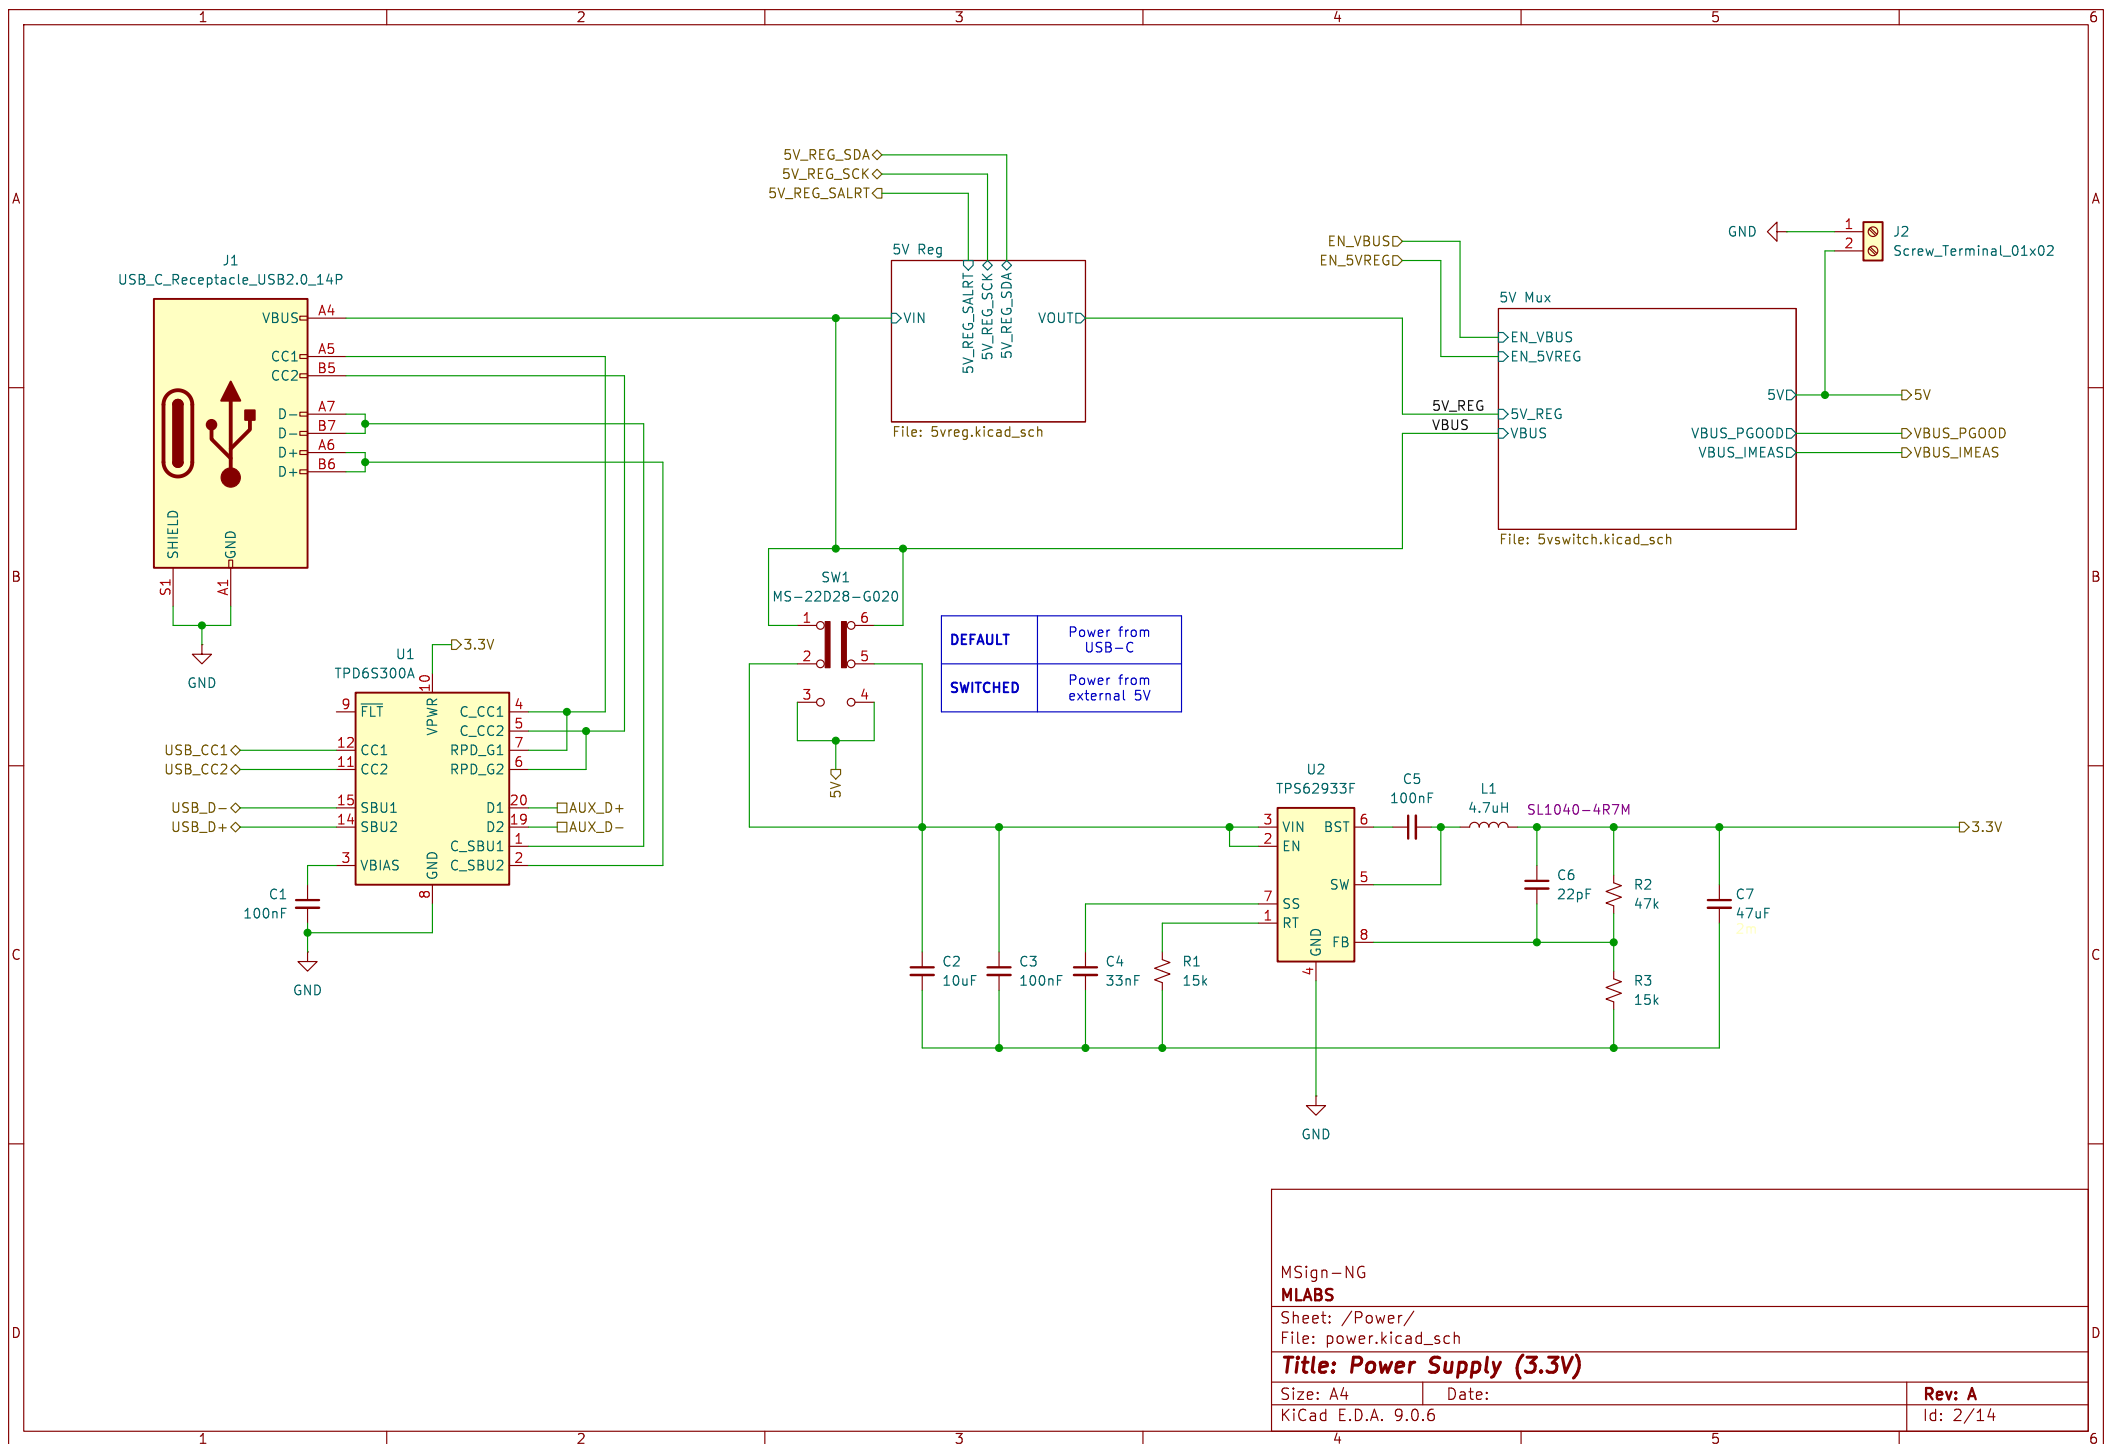 1 2 3 4 5 6
A
B
C
D
A
B
C
D
1 2 3 4 5 6
J1
USB_C_Receptacle_USB2.0_14P
VBUS A4
CC1 A5
CC2 B5
D- A7
D- B7
D+ A6
D+ B6
SHIELD
GND
S1
A1
GND
3.3V
U1
TPD6S300A
10
VPWR
9 FLT
12 CC1
11 CC2
15 SBU1
14 SBU2
3 VBIAS
C_CC1 4
C_CC2 5
RPD_G1 7
RPD_G2 6
D1 20
D2 19
C_SBU1 1
C_SBU2 2
GND
8
USB_CC1
USB_CC2
USB_D-
USB_D+
AUX_D+
AUX_D-
C1
100nF
GND
5V_REG_SDA
5V_REG_SCK
5V_REG_SALRT
5V Reg
VIN
5V_REG_SALRT
5V_REG_SCK
5V_REG_SDA
VOUT
File: 5vreg.kicad_sch
EN_VBUS
EN_5VREG
5V_REG
VBUS
5V Mux
EN_VBUS
EN_5VREG
5V_REG
VBUS
5V
VBUS_PGOOD
VBUS_IMEAS
File: 5vswitch.kicad_sch
GND
1
2
J2
Screw_Terminal_01x02
5V
VBUS_PGOOD
VBUS_IMEAS
SW1
MS-22D28-G020
1 6
2 5
3 4
5V
DEFAULT
Power from
USB-C
SWITCHED
Power from
external 5V
U2
TPS62933F
3 VIN
2 EN
7 SS
1 RT
BST 6
SW 5
FB 8
GND
4
GND
C5
100nF
L1
4.7uH
SL1040-4R7M
3.3V
C6
22pF
R2
47k
C7
47uF
C2
10uF
C3
100nF
C4
33nF
R1
15k
R3
15k
MSign-NG
MLABS
Sheet: /Power/
File: power.kicad_sch
Title: Power Supply (3.3V)
Size: A4 Date: Rev: A
KiCad E.D.A. 9.0.6 Id: 2/14